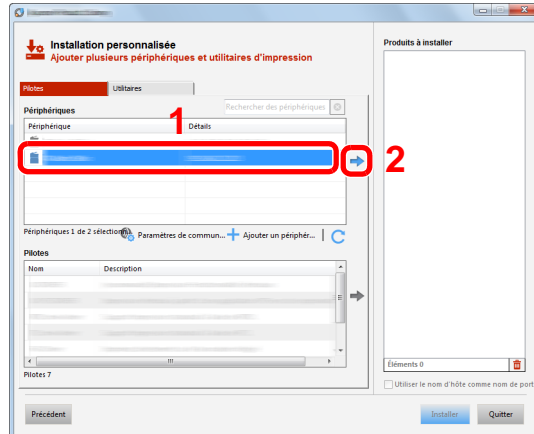 Installation personnalisée
Ajouter plusieurs périphériques et utilitaires d'impression
Produits à installer
Pilotes
Utilitaires
Périphériques
Rechercher des périphériques
1
Périphérique
Détails
2
Périphériques 1 de 2 sélection
Paramètres de commun...
Ajouter un périphér...
Pilotes
Nom
Description
Pilotes 7
Éléments 0
Utiliser le nom d'hôte comme nom de port
Précédent
Installer
Quitter